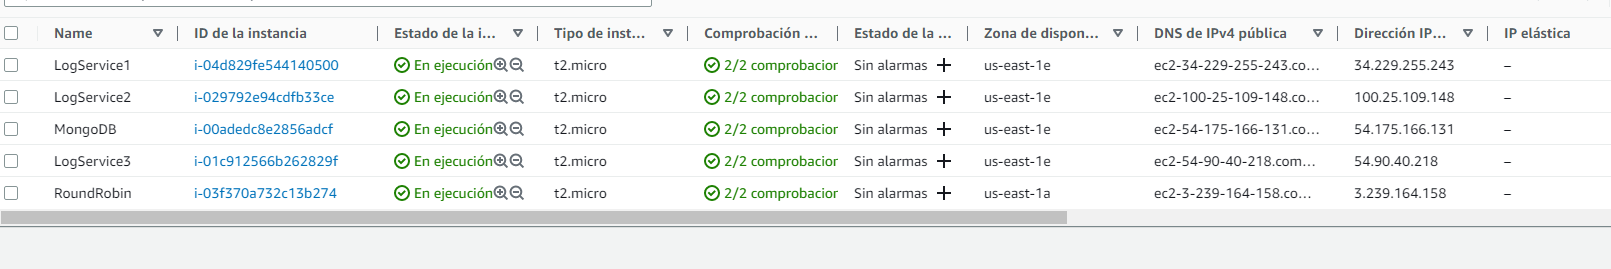 Name ID de la instancia Estado de la i... Tipo de inst... Comprobación ... Estado de la ... Zona de dispon... DNS de IPv4 pública Dirección IP... IP elástica
LogService1 i-04d829fe544140500 En ejecución t2.micro 2/2 comprobacior Sin alarmas + us-east-1e ec2-34-229-255-243.co... 34.229.255.243 –
LogService2 i-029792e94cdfb33ce En ejecución t2.micro 2/2 comprobacior Sin alarmas + us-east-1e ec2-100-25-109-148.co... 100.25.109.148 –
MongoDB i-00adedc8e2856adcf En ejecución t2.micro 2/2 comprobacior Sin alarmas + us-east-1e ec2-54-175-166-131.co... 54.175.166.131 –
LogService3 i-01c912566b262829f En ejecución t2.micro 2/2 comprobacior Sin alarmas + us-east-1e ec2-54-90-40-218.com... 54.90.40.218 –
RoundRobin i-03f370a732c13b274 En ejecución t2.micro 2/2 comprobacior Sin alarmas + us-east-1a ec2-3-239-164-158.co... 3.239.164.158 –